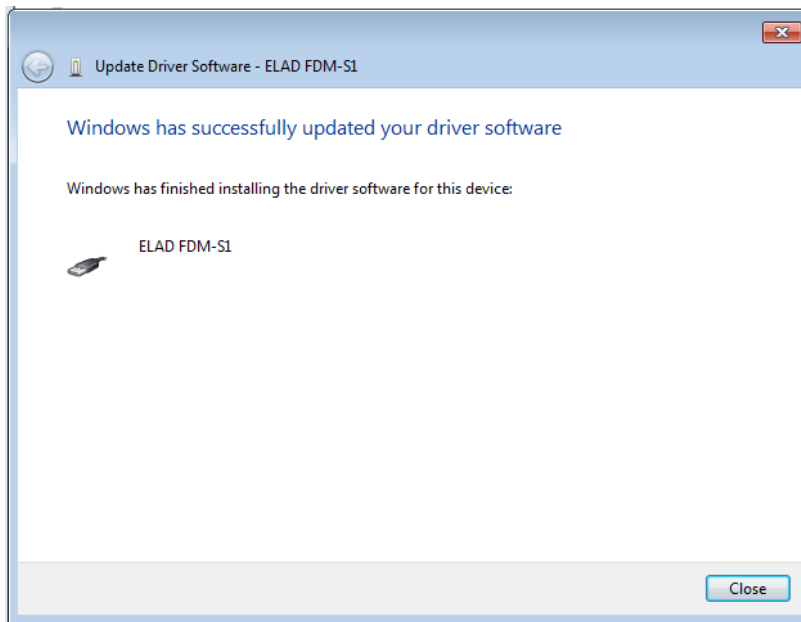 Update Driver Software - ELAD FDM-S1
Windows has successfully updated your driver software
Windows has finished installing the driver software for this device:
ELAD FDM-S1
Close